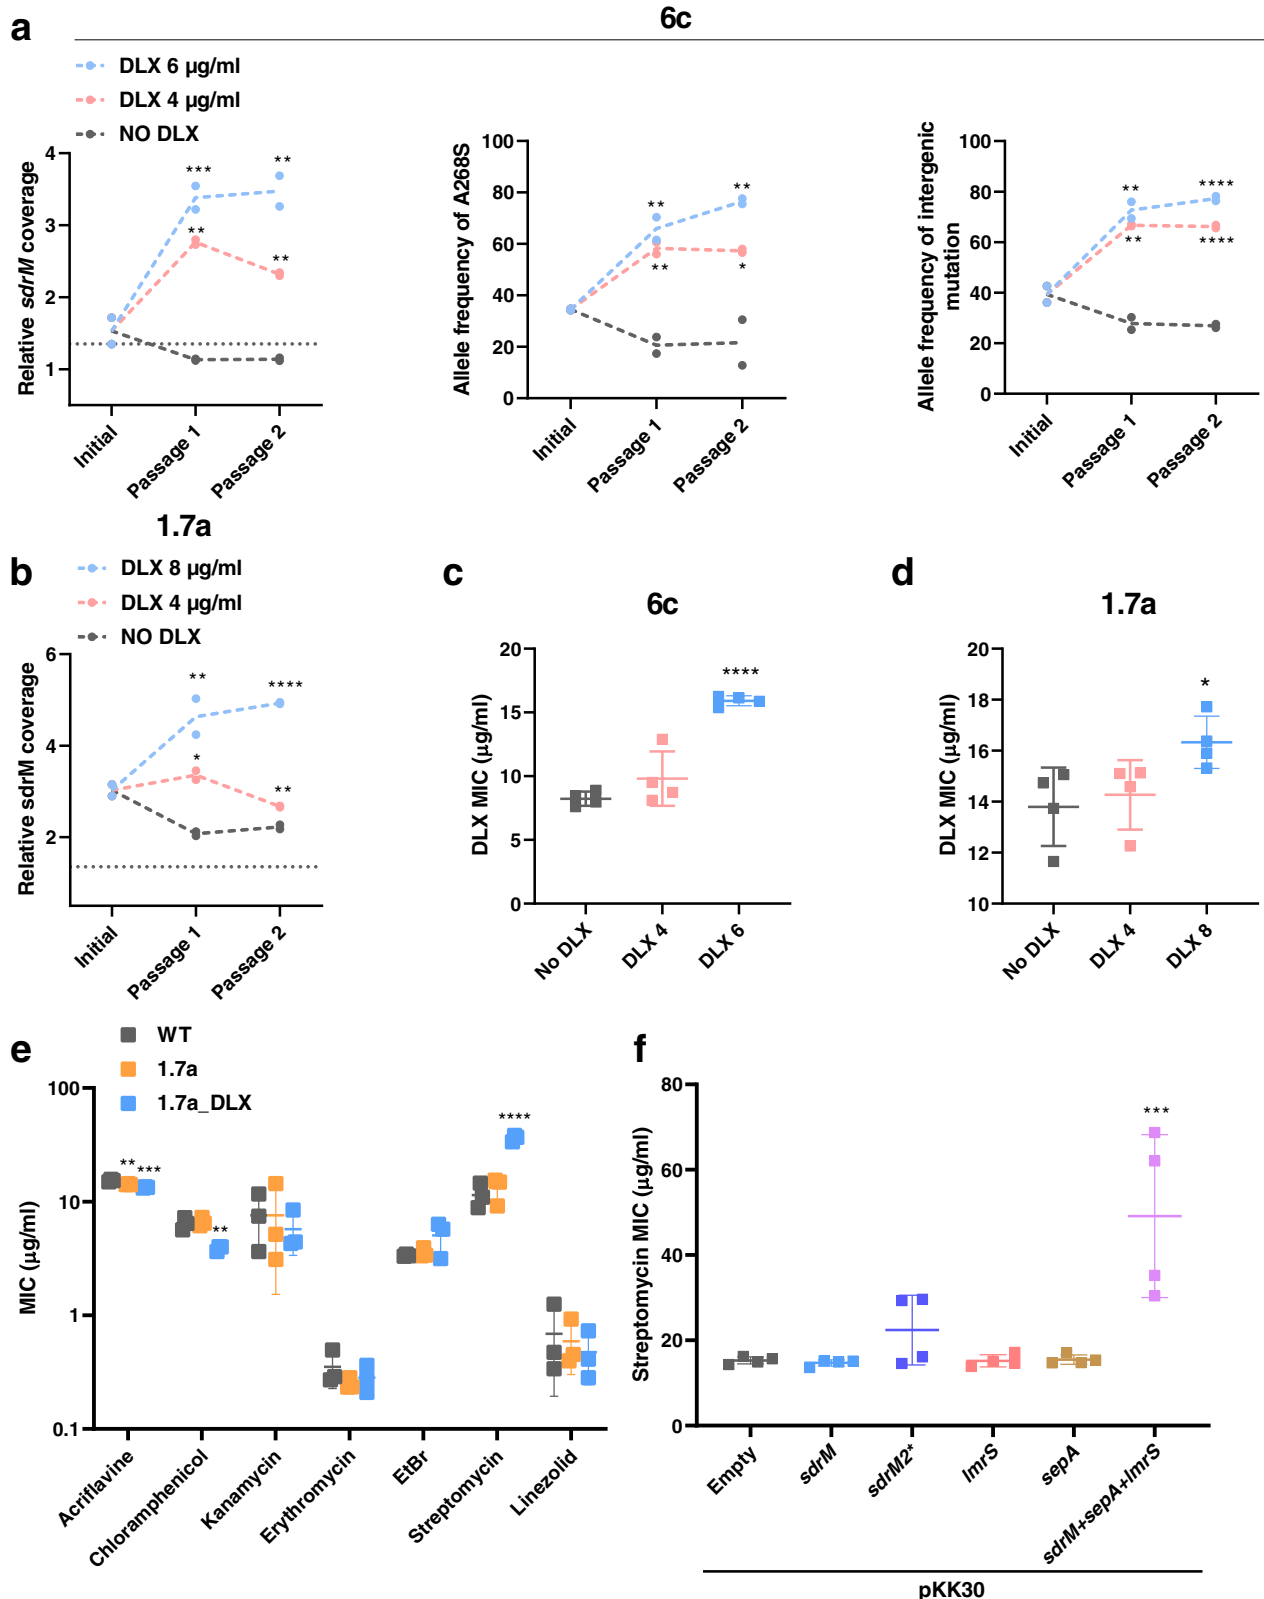 a
6c
DLX 6 µg/ml
DLX 4 µg/ml
NO DLX
Relative sdrM coverage
4
3
2
1
Initial
Passage 1
Passage 2
***
**
**
**
Allele frequency of A268S
100
80
60
40
20
0
Initial
Passage 1
Passage 2
**
**
**
*
Allele frequency of intergenic
mutation
100
80
60
40
20
0
Initial
Passage 1
Passage 2
**
****
**
****
1.7a
b
DLX 8 µg/ml
DLX 4 µg/ml
NO DLX
Relative sdrM coverage
6
4
2
Initial
Passage 1
Passage 2
**
****
*
**
c
6c
DLX MIC (µg/ml)
20
15
10
5
0
No DLX
DLX 4
DLX 6
****
d
1.7a
DLX MIC (µg/ml)
20
18
16
14
12
10
No DLX
DLX 4
DLX 8
*
e
WT
1.7a
1.7a_DLX
MIC (µg/ml)
100
10
1
0.1
**
***
**
****
Acriflavine
Chloramphenicol
Kanamycin
Erythromycin
EtBr
Streptomycin
Linezolid
f
Streptomycin MIC (µg/ml)
80
60
40
20
0
***
Empty
sdrM
sdrM2*
lmrS
sepA
sdrM+sepA+lmrS
pKK30